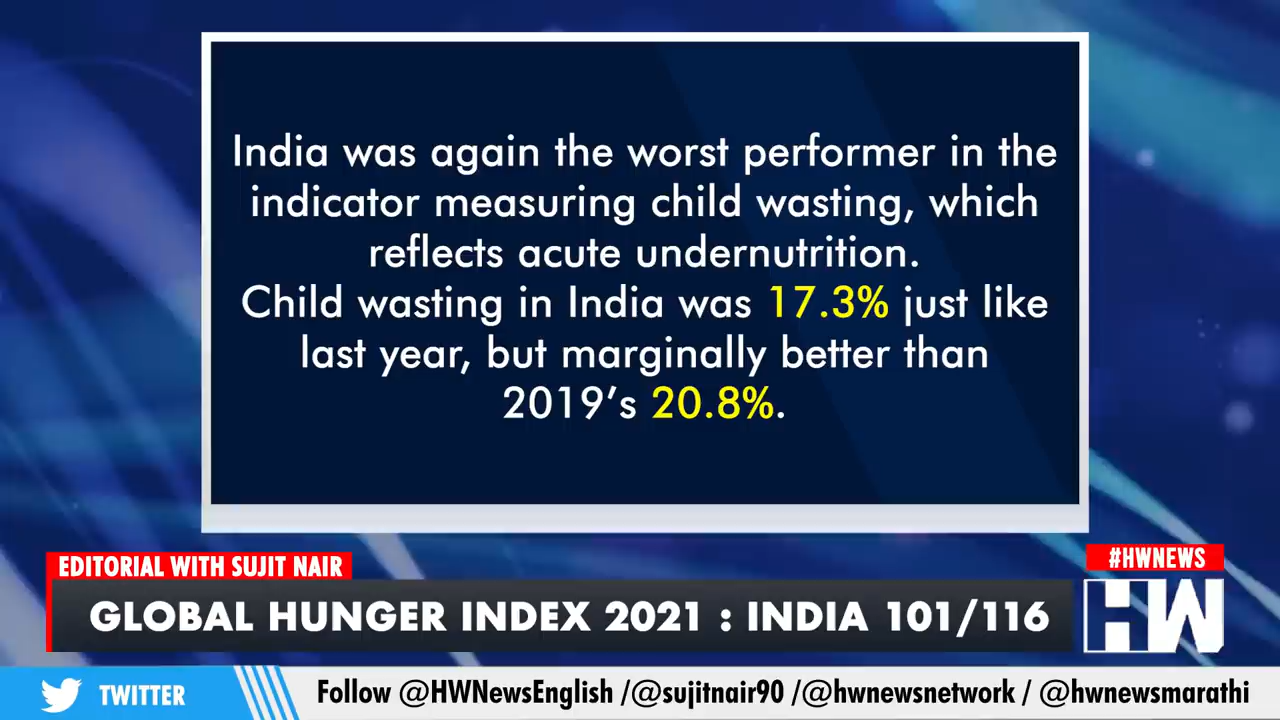 India was again the worst performer in the
indicator measuring child wasting, which
reflects acute undernutrition.
Child wasting in India was 17.3% just like
last year, but marginally better than
2019’s 20.8%.
EDITORIAL WITH SUJIT NAIR
#HWNEWS
GLOBAL HUNGER INDEX 2021 : INDIA 101/116
HW
TWITTER
Follow @HWNewsEnglish /@sujitnair90 /@hwnewsnetwork / @hwnewsmarathi